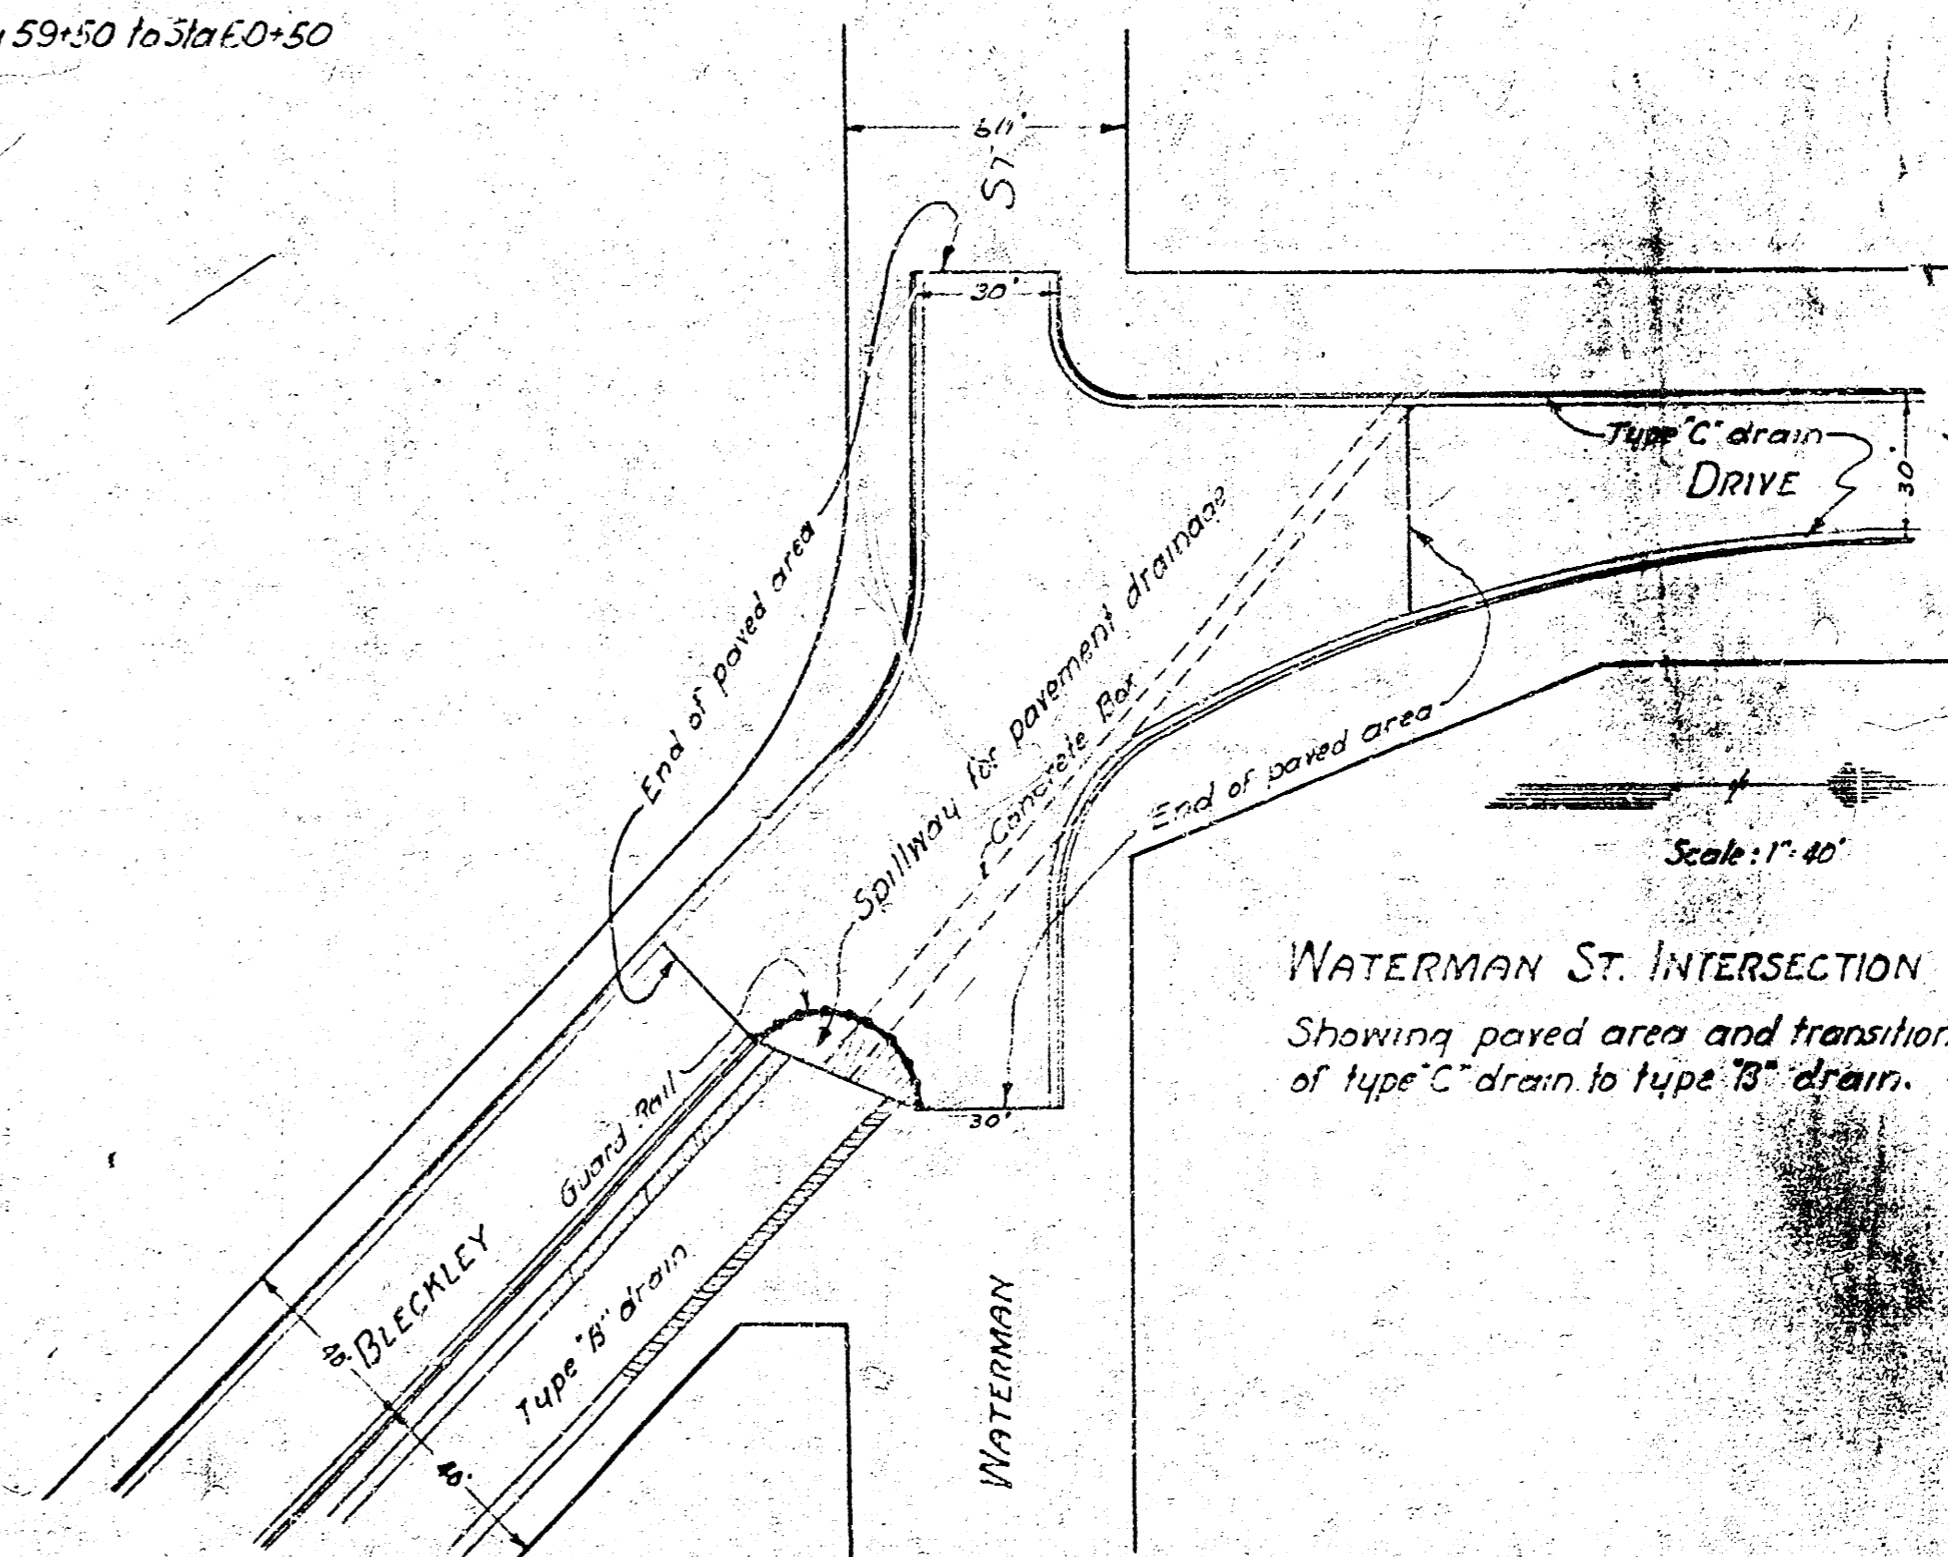 59+50 to Sta 60+50
60'
ST.
30'
Type "C" drain
DRIVE
30'
End of paved area
Spillway for pavement drainage
Concrete Box
End of paved area
Scale: 1"=40'
WATERMAN ST. INTERSECTION
Showing paved area and transition
of type "C" drain to type "B" drain.
Guard Rail
30'
BLECKLEY
Type "B" drain
40'
40'
WATERMAN